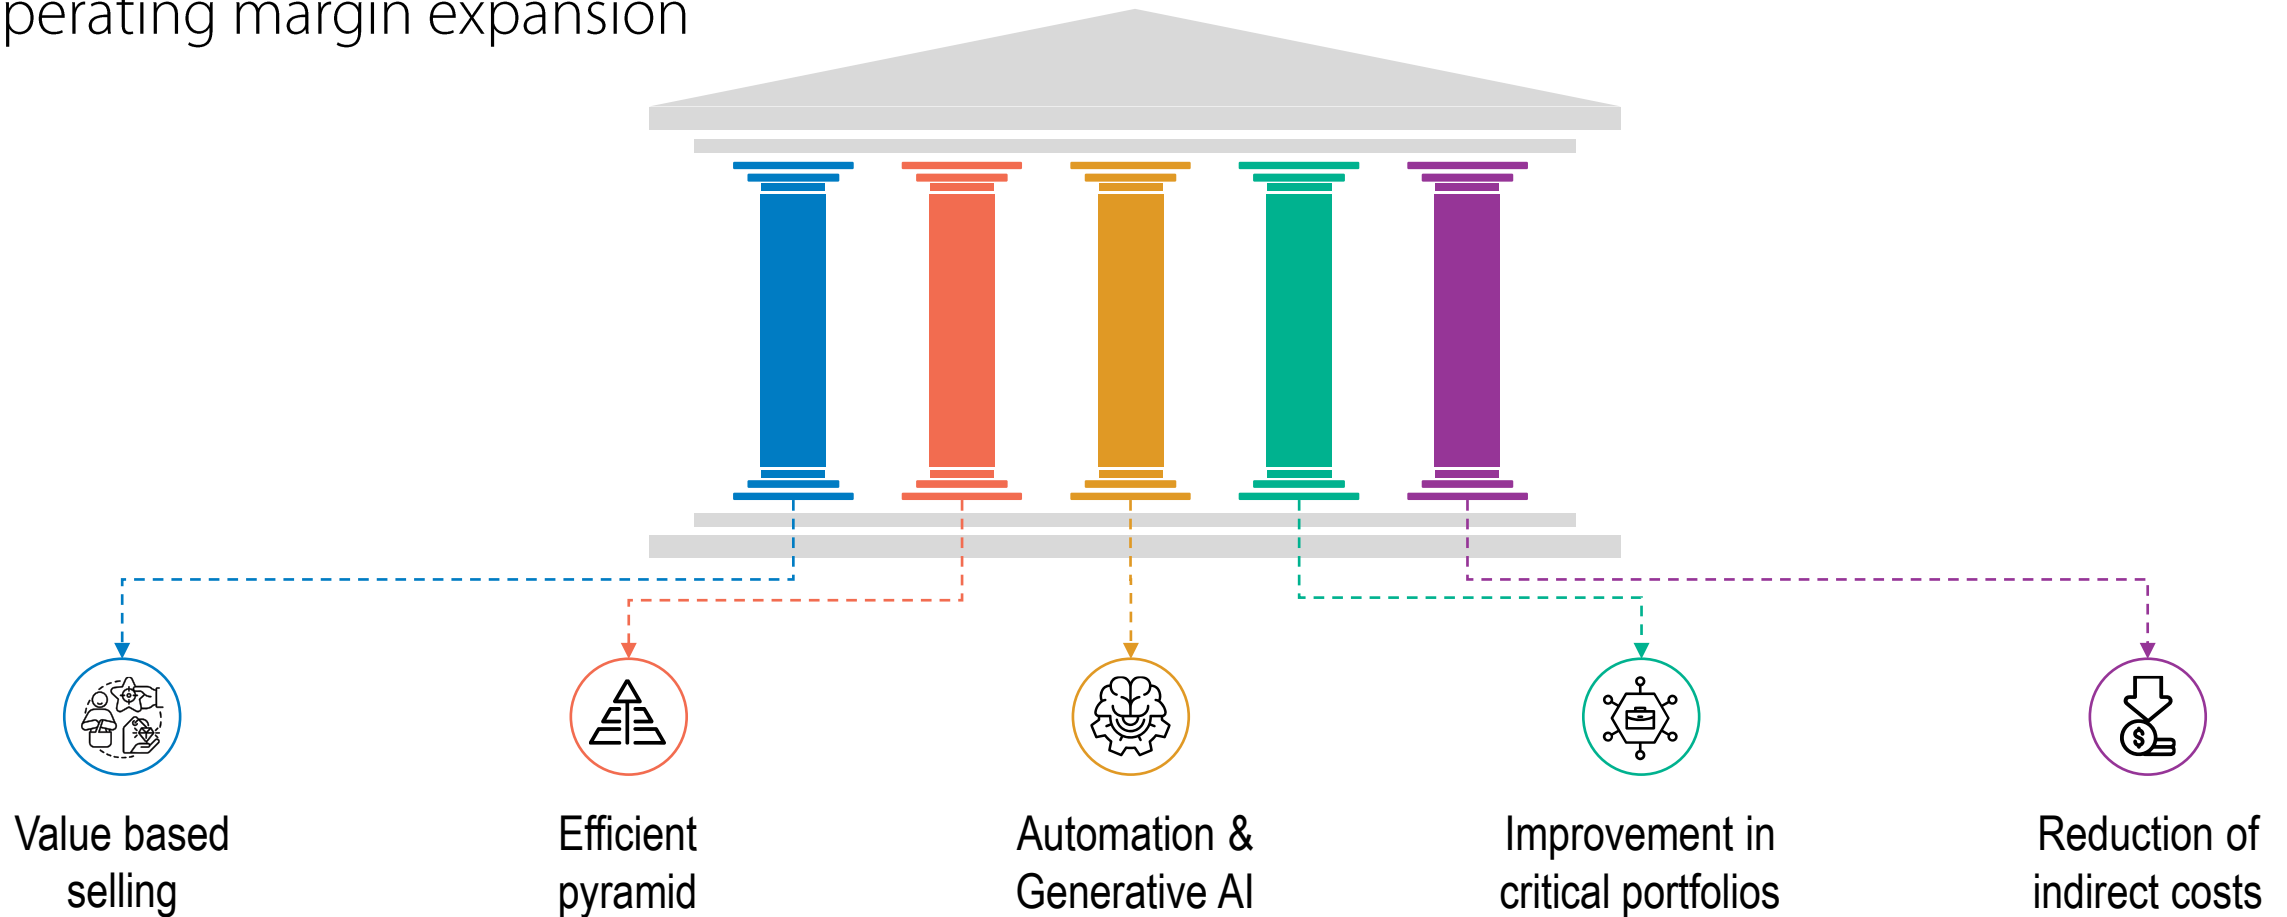 perating margin expansion
Value based
selling
Efficient
pyramid
Automation &
Generative AI
Improvement in
critical portfolios
Reduction of
indirect costs
$